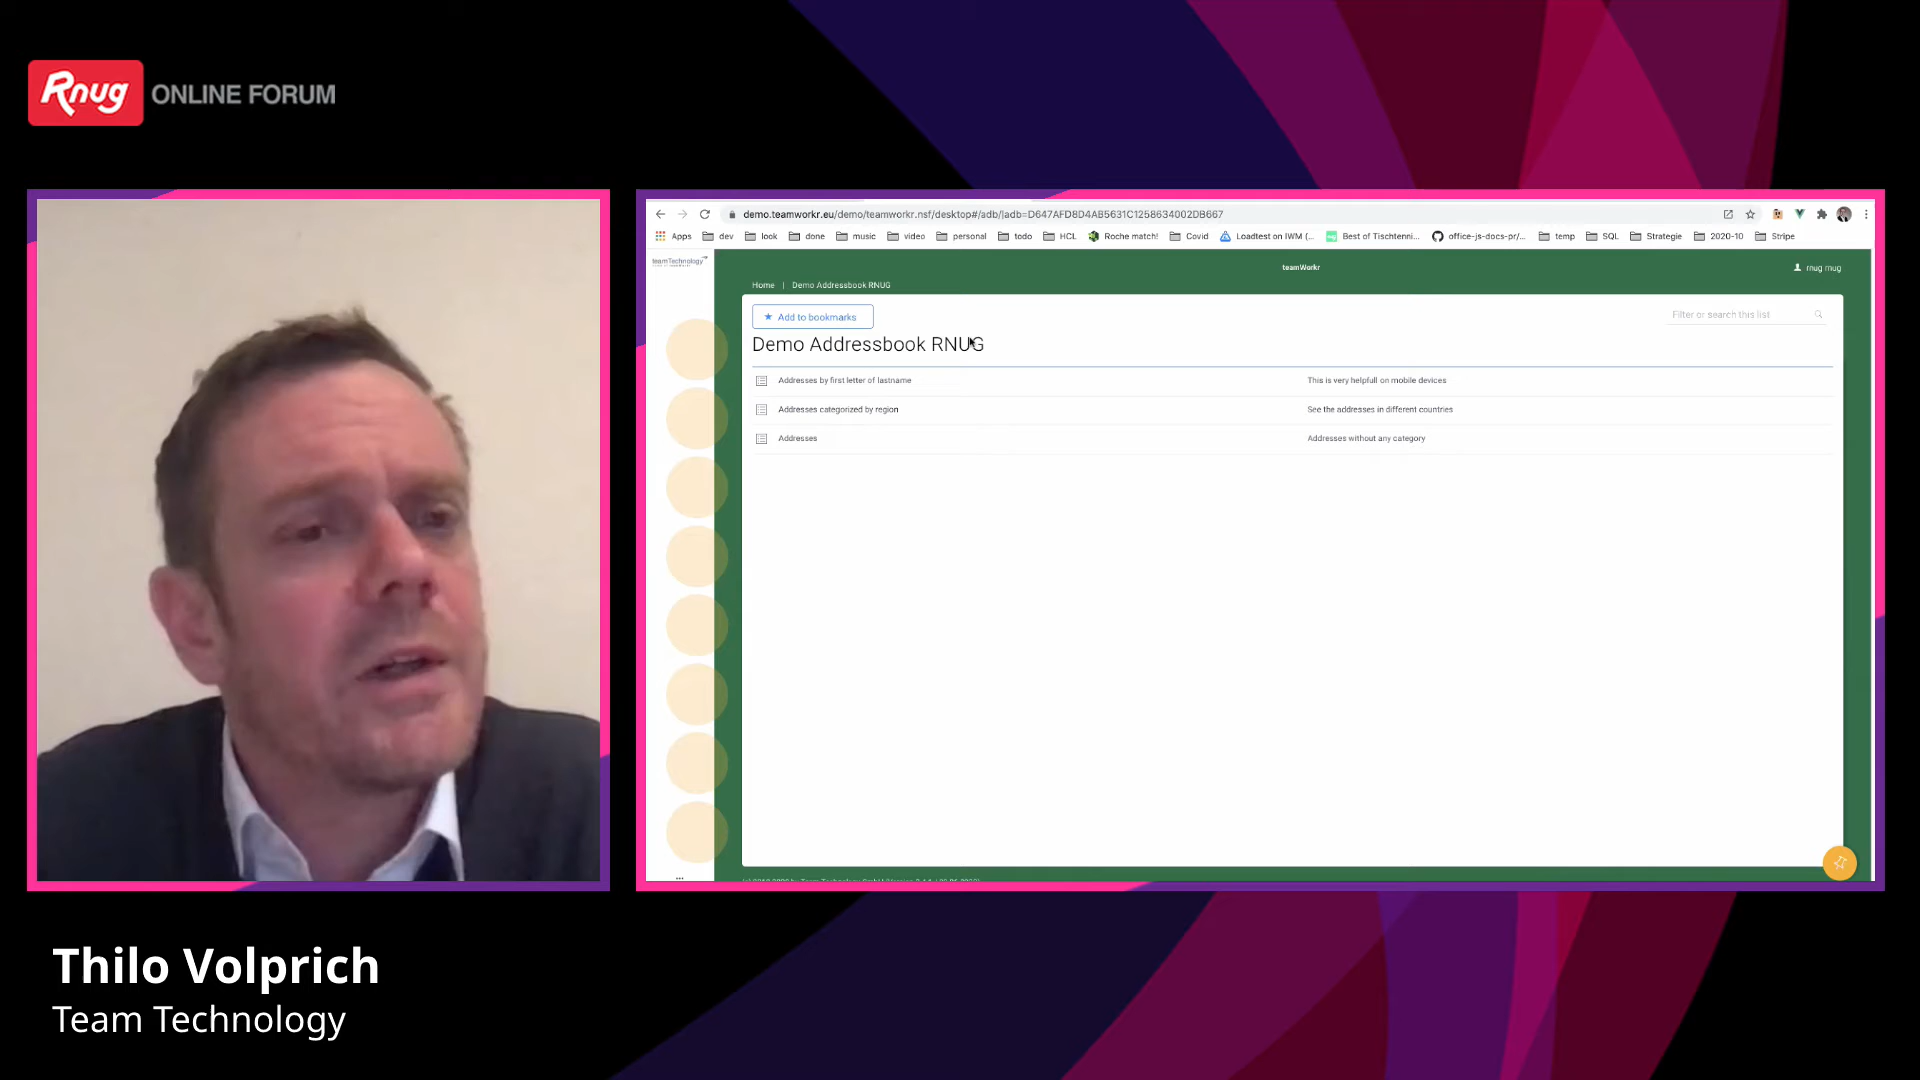 Rnug ONLINE FORUM
demo.teamworkr.eu/demo/teamworkr.nsf/desktop#/adb/|adb=D647AFD8D4AB5631C1258634002DB667
Apps dev look done music video personal todo HCL Roche match! Covid Loadtest on IWM (... Best of Tischtenni... office-js-docs-pr/... temp SQL Strategie 2020-10 Stripe
teamTechnology
teamWorkr
rnug rnug
Home | Demo Addressbook RNUG
Add to bookmarks
Filter or search this list
Demo Addressbook RNUG
Addresses by first letter of lastname This is very helpfull on mobile devices
Addresses categorized by region See the addresses in different countries
Addresses Addresses without any category
...
Thilo Volprich
Team Technology